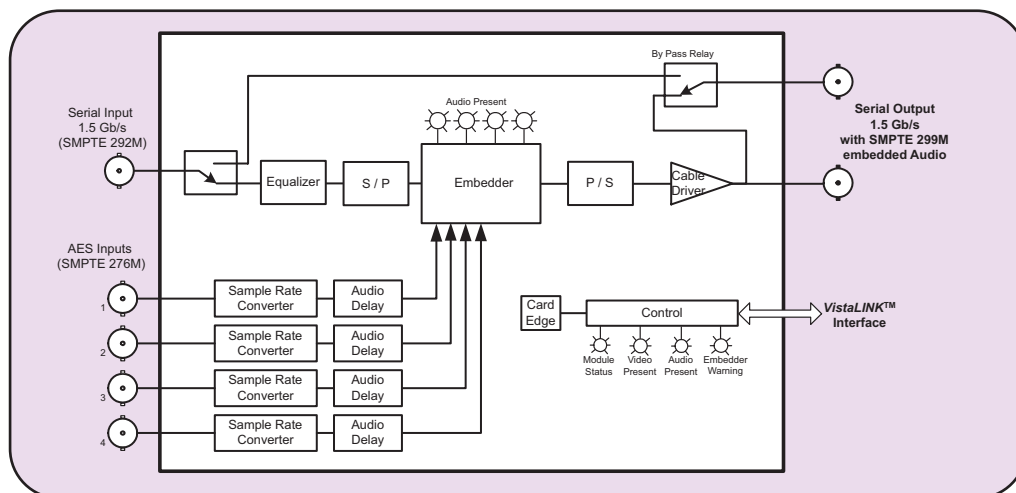 By Pass Relay
Serial Input
1.5 Gb/s
(SMPTE 292M)
Audio Present
Serial Output
1.5 Gb/s
with SMPTE 299M
embedded Audio
Equalizer
S / P
Embedder
P / S
Cable
Driver
AES Inputs
(SMPTE 276M)
1
Sample Rate
Converter
Audio
Delay
2
Sample Rate
Converter
Audio
Delay
3
Sample Rate
Converter
Audio
Delay
4
Sample Rate
Converter
Audio
Delay
Card
Edge
Control
VistaLINK™
Interface
Module
Status
Video
Present
Audio
Present
Embedder
Warning